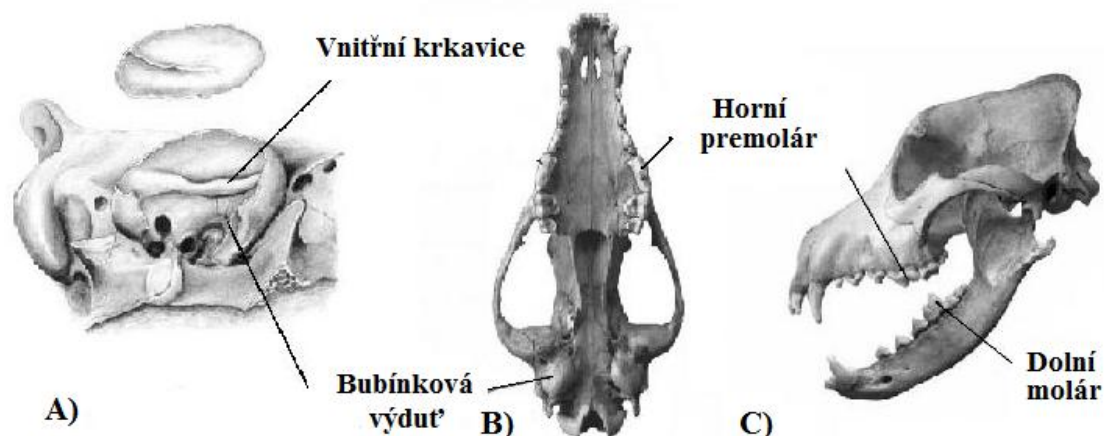 Vnitřní krkavice
Horní
premolár
Bubínková
výduť
Dolní
molár
A)
B)
C)